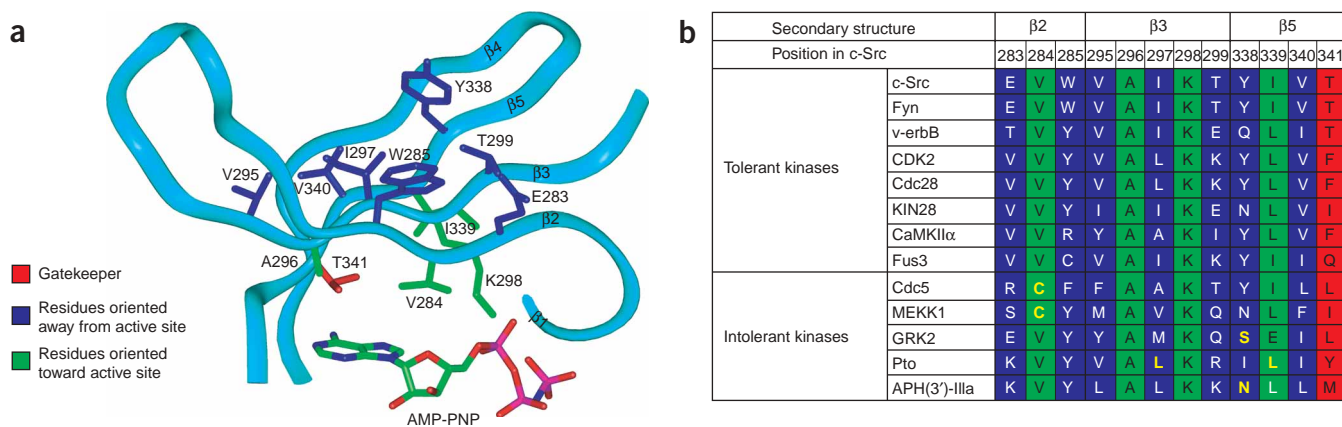 a
β4
Y338
β5
I297
W285
T299
V295
V340
β3
E283
β2
I339
A296
T341
K298
V284
β1
Gatekeeper
Residues oriented
away from active site
Residues oriented
toward active site
AMP-PNP
b
Secondary structure β2 β3 β5
Position in c-Src 283 284 285 295 296 297 298 299 338 339 340 341
Tolerant kinases
c-Src E V W V A I K T Y I V T
Fyn E V W V A I K T Y I V T
v-erbB T V Y V A I K E Q L I T
CDK2 V V Y V A L K K Y L V F
Cdc28 V V Y V A L K K Y L V F
KIN28 V V Y I A I K E N L V I
CaMKIIα V V R Y A A K I Y L V F
Fus3 V V C V A I K K Y I I Q
Intolerant kinases
Cdc5 R C F F A A K T Y I L L
MEKK1 S C Y M A V K Q N L F I
GRK2 E V Y Y A M K Q S E I L
Pto K V Y V A L K R I L I Y
APH(3′)-IIIa K V Y L A L K K N L L M